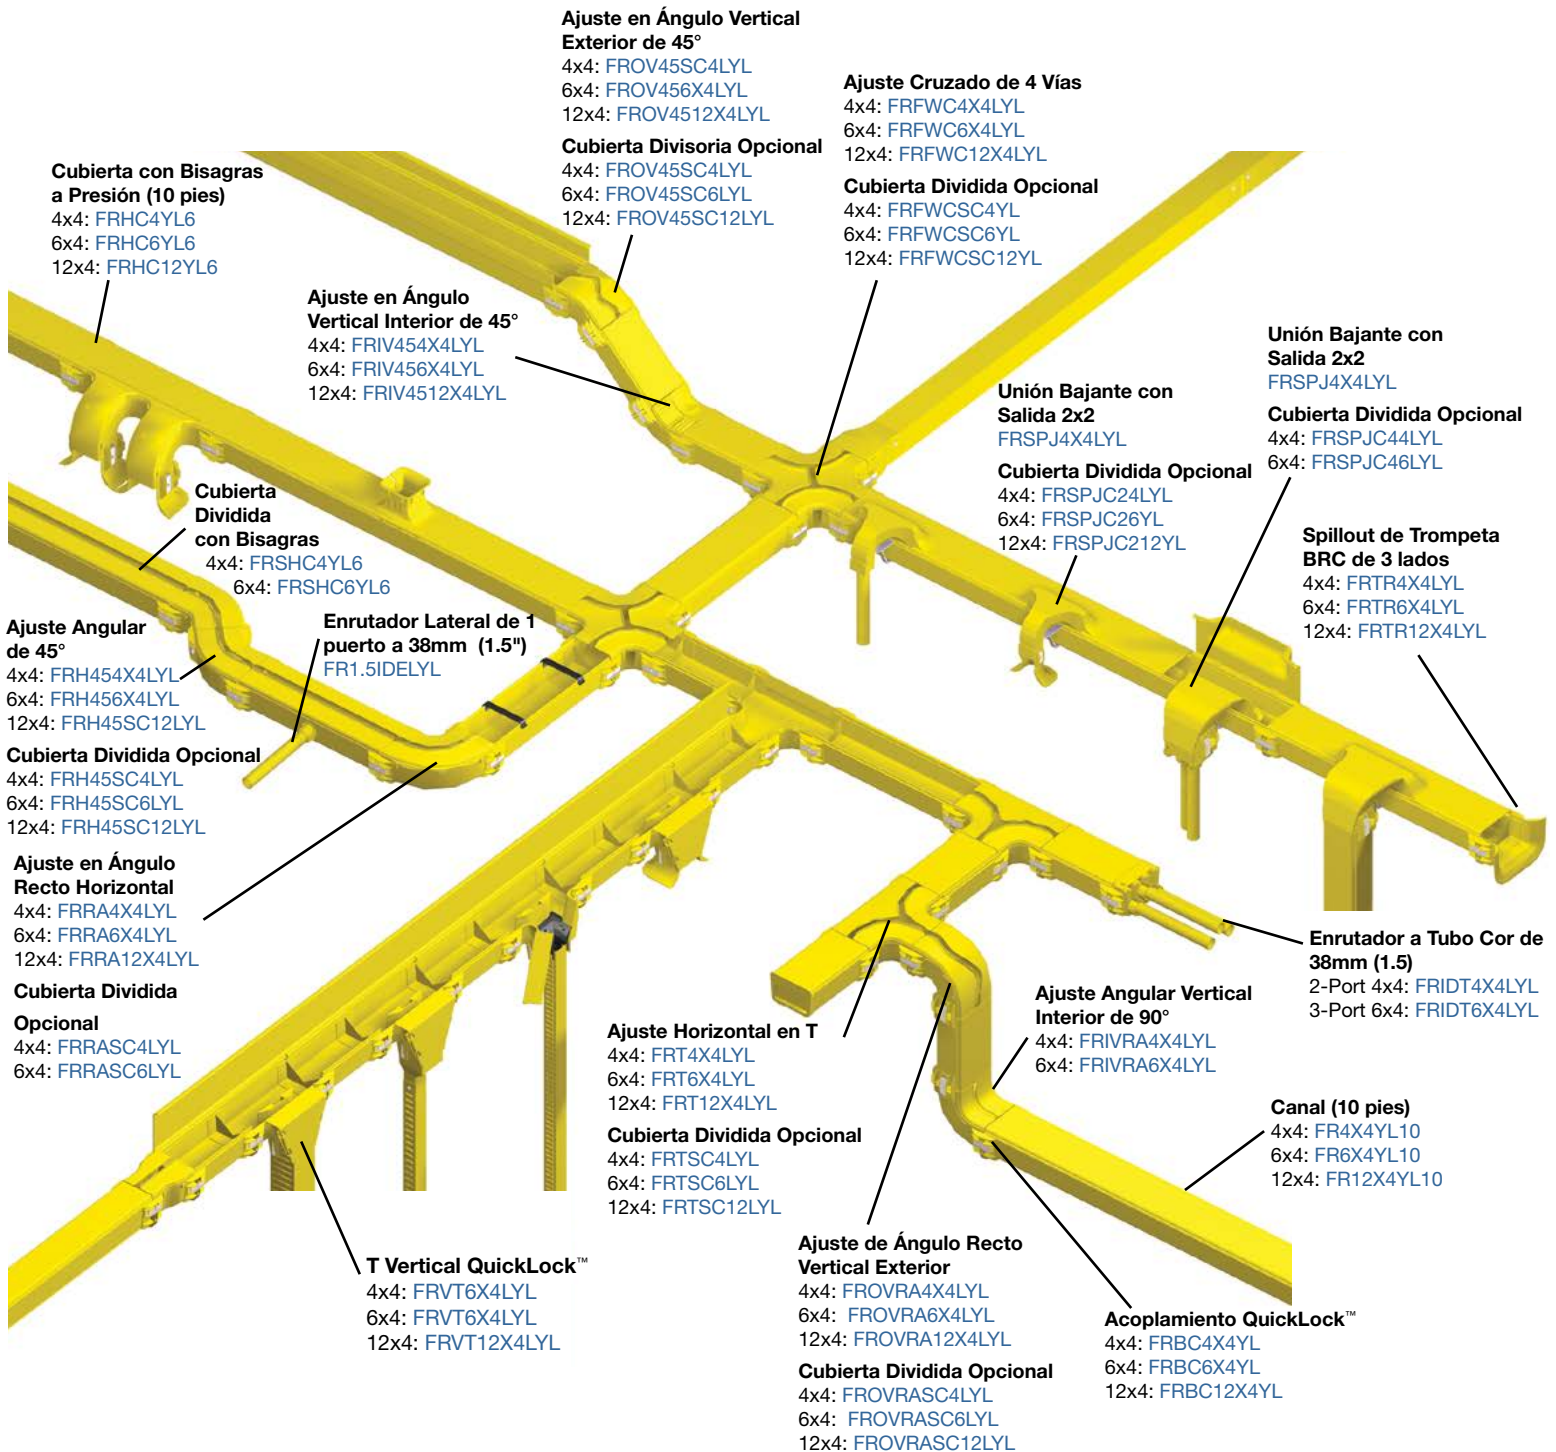 Ajuste en Ángulo Vertical
Exterior de 45°
4x4: FROV45SC4LYL
6x4: FROV456X4LYL
12x4: FROV4512X4LYL
Cubierta Divisoria Opcional
4x4: FROV45SC4LYL
6x4: FROV45SC6LYL
12x4: FROV45SC12LYL
Ajuste Cruzado de 4 Vías
4x4: FRFWC4X4LYL
6x4: FRFWC6X4LYL
12x4: FRFWC12X4LYL
Cubierta Dividida Opcional
4x4: FRFWCSC4YL
6x4: FRFWCSC6YL
12x4: FRFWCSC12YL
Cubierta con Bisagras
a Presión (10 pies)
4x4: FRHC4YL6
6x4: FRHC6YL6
12x4: FRHC12YL6
Ajuste en Ángulo
Vertical Interior de 45°
4x4: FRIV454X4LYL
6x4: FRIV456X4LYL
12x4: FRIV4512X4LYL
Unión Bajante con
Salida 2x2
FRSPJ4X4LYL
Cubierta Dividida Opcional
4x4: FRSPJC24LYL
6x4: FRSPJC26YL
12x4: FRSPJC212YL
Unión Bajante con
Salida 2x2
FRSPJ4X4LYL
Cubierta Dividida Opcional
4x4: FRSPJC44LYL
6x4: FRSPJC46LYL
Spillout de Trompeta
BRC de 3 lados
4x4: FRTR4X4LYL
6x4: FRTR6X4LYL
12x4: FRTR12X4LYL
Cubierta
Dividida
con Bisagras
4x4: FRSHC4YL6
6x4: FRSHC6YL6
Enrutador Lateral de 1
puerto a 38mm (1.5")
FR1.5IDELYL
Ajuste Angular
de 45°
4x4: FRH454X4LYL
6x4: FRH456X4LYL
12x4: FRH45SC12LYL
Cubierta Dividida Opcional
4x4: FRH45SC4LYL
6x4: FRH45SC6LYL
12x4: FRH45SC12LYL
Ajuste en Ángulo
Recto Horizontal
4x4: FRRA4X4LYL
6x4: FRRA6X4LYL
12x4: FRRA12X4LYL
Cubierta Dividida
Opcional
4x4: FRRASC4LYL
6x4: FRRASC6LYL
T Vertical QuickLock™
4x4: FRVT6X4LYL
6x4: FRVT6X4LYL
12x4: FRVT12X4LYL
Ajuste Horizontal en T
4x4: FRT4X4LYL
6x4: FRT6X4LYL
12x4: FRT12X4LYL
Cubierta Dividida Opcional
4x4: FRTSC4LYL
6x4: FRTSC6LYL
12x4: FRTSC12LYL
Ajuste de Ángulo Recto
Vertical Exterior
4x4: FROVRA4X4LYL
6x4: FROVRA6X4LYL
12x4: FROVRA12X4LYL
Cubierta Dividida Opcional
4x4: FROVRASC4LYL
6x4: FROVRASC6LYL
12x4: FROVRASC12LYL
Ajuste Angular Vertical
Interior de 90°
4x4: FRIVRA4X4LYL
6x4: FRIVRA6X4LYL
Enrutador a Tubo Cor de
38mm (1.5)
2-Port 4x4: FRIDT4X4LYL
3-Port 6x4: FRIDT6X4LYL
Canal (10 pies)
4x4: FR4X4YL10
6x4: FR6X4YL10
12x4: FR12X4YL10
Acoplamiento QuickLock™
4x4: FRBC4X4YL
6x4: FRBC6X4YL
12x4: FRBC12X4YL